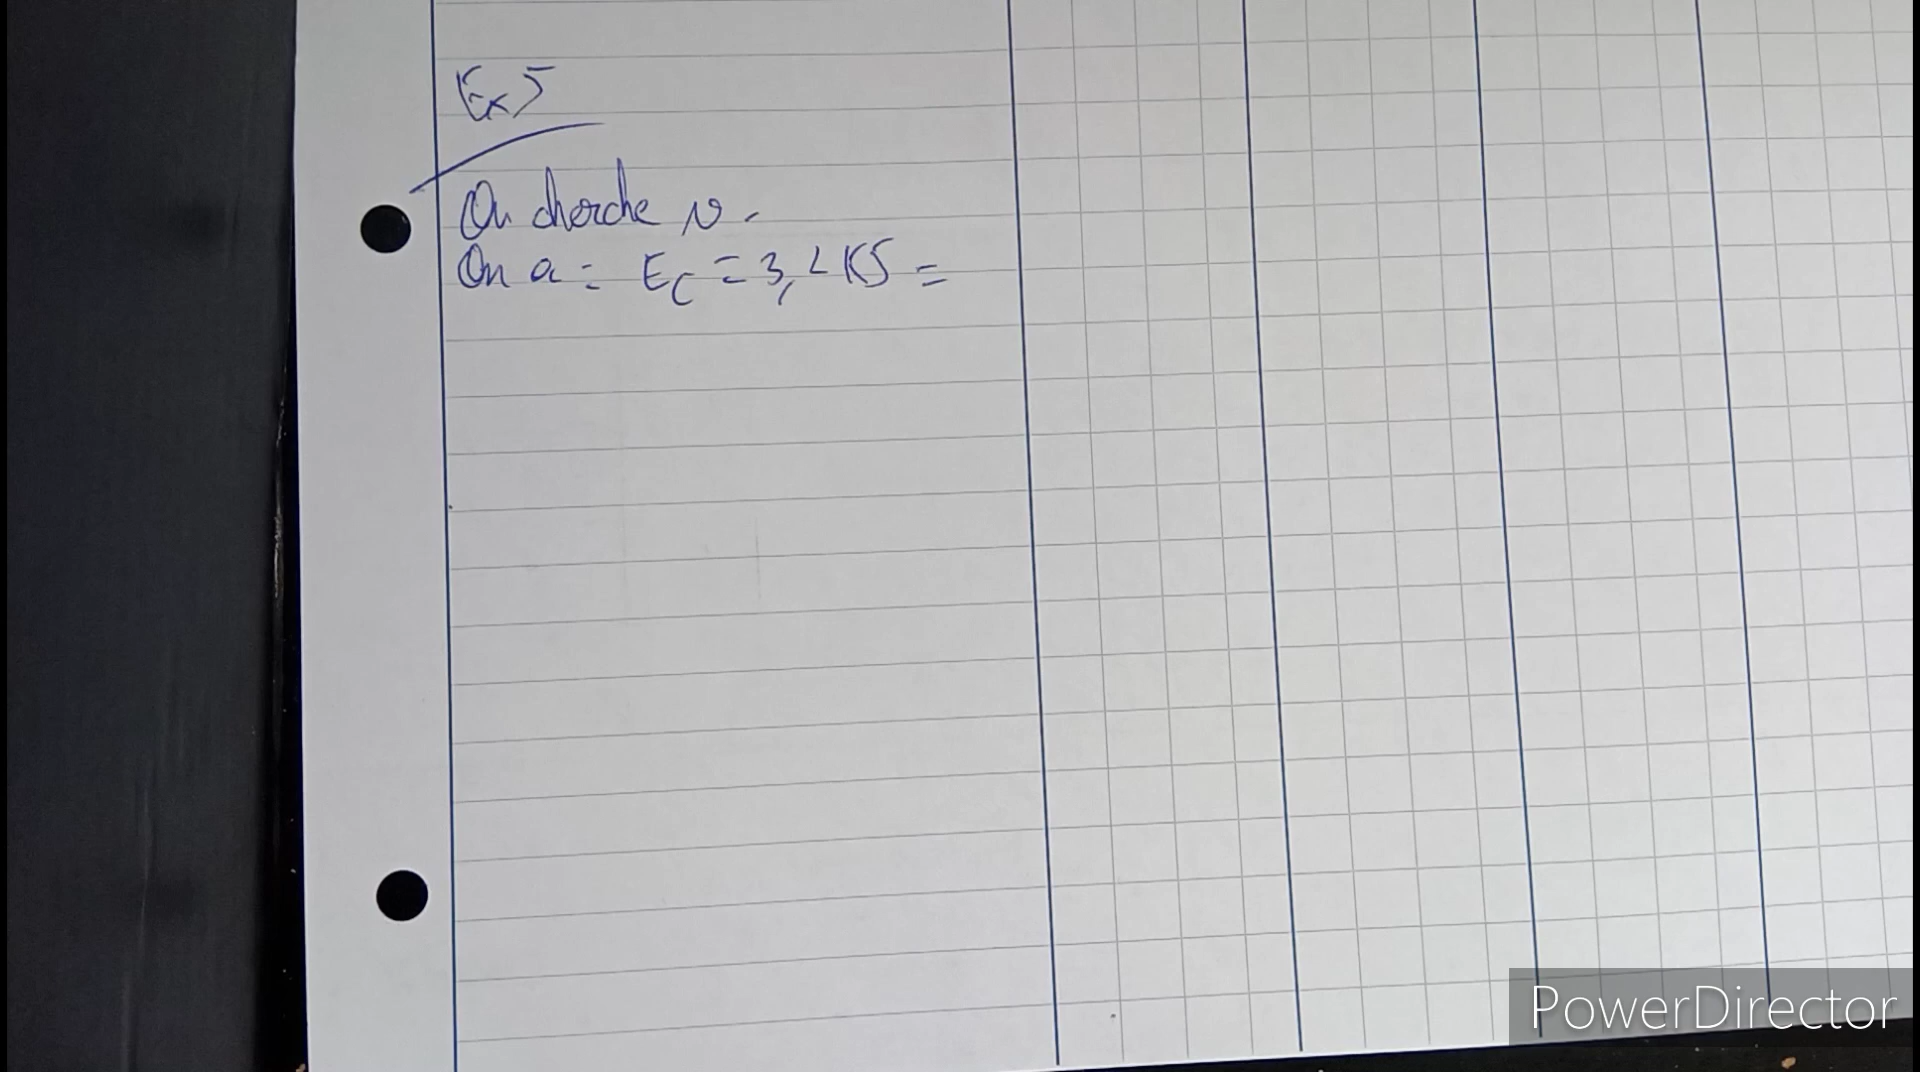 Ex 5
On cherche v.
On a : Ec = 3,2 KJ =
PowerDirector